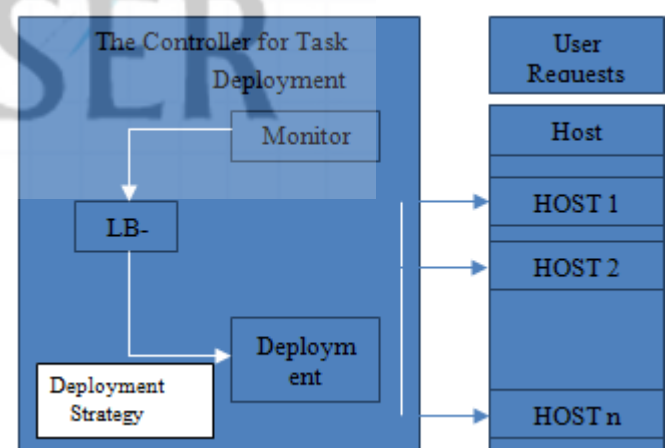 SER
The Controller for Task
Deployment
Monitor
LB-
Deploym
ent
Deployment
Strategy
User
Requests
Host
HOST 1
HOST 2
HOST n